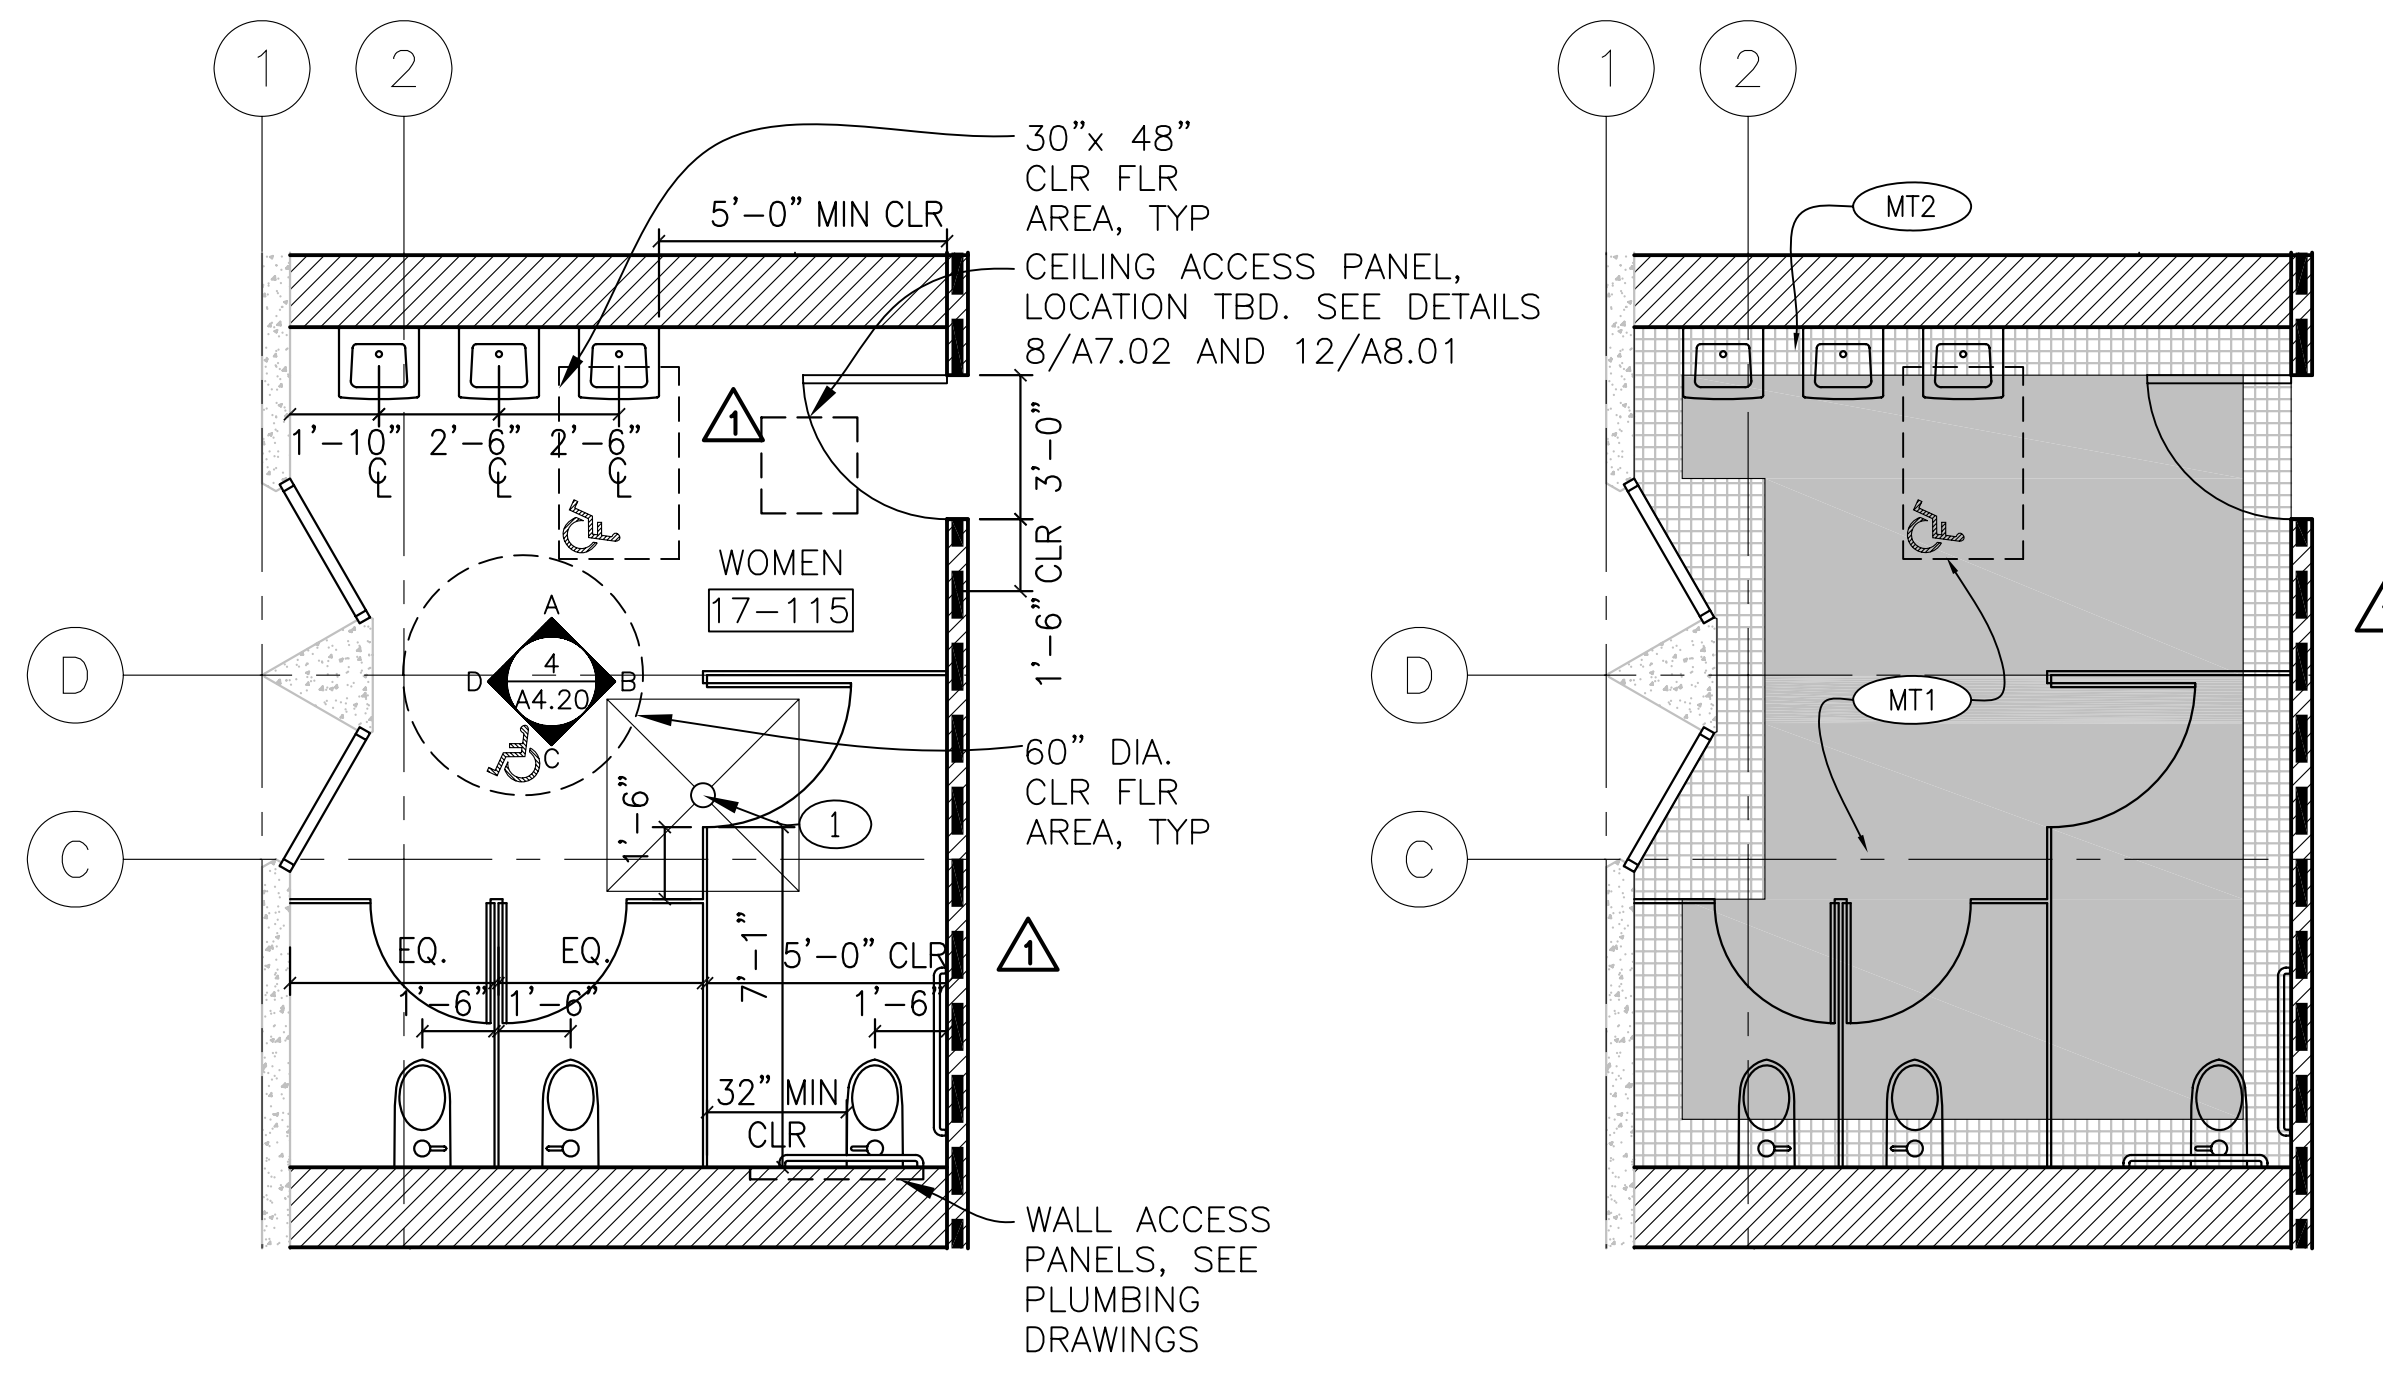 1
2
30”x 48”
CLR FLR
AREA, TYP
5’-0” MIN CLR
CEILING ACCESS PANEL,
LOCATION TBD. SEE DETAILS
8/A7.02 AND 12/A8.01
1’-10”
2’-6”
2’-6”
CL
CL
CL
1
3’-0”
1’-6” CLR
WOMEN
17-115
D
A
D
4
B
A4.20
C
60” DIA.
CLR FLR
AREA, TYP
1’-6”
1
C
EQ.
EQ.
7’-1”
5’-0” CLR
1
1’-6”
1’-6”
1’-6”
32” MIN
CLR
WALL ACCESS
PANELS, SEE
PLUMBING
DRAWINGS
1
2
MT2
D
MT1
C